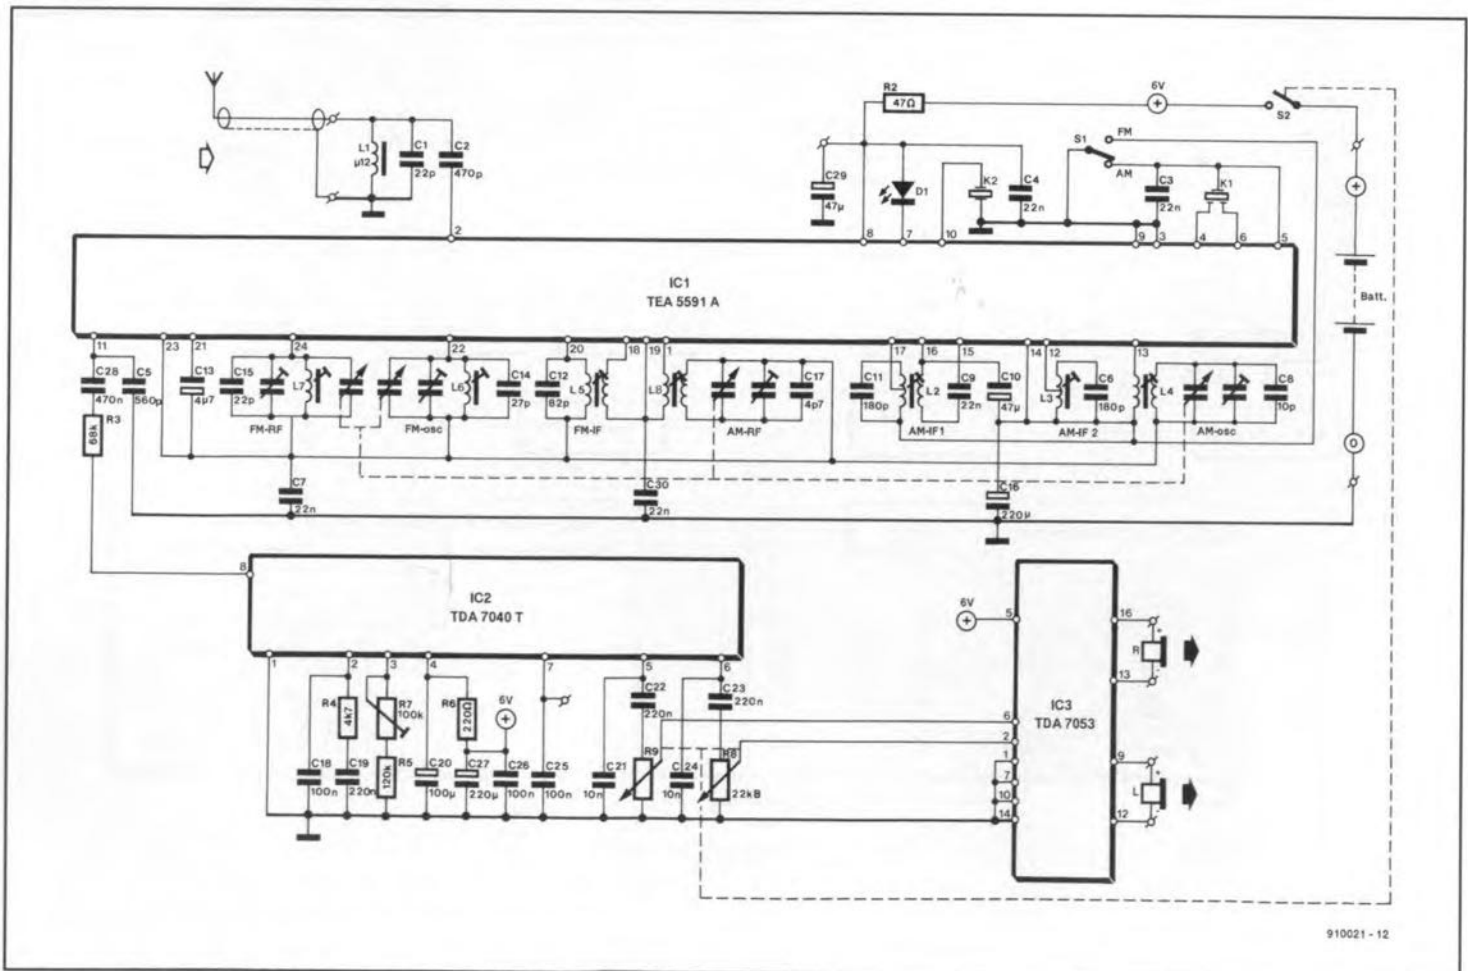 R2
47Ω
6V
S2
L1
µ12
C1
22p
C2
470p
S1
FM
AM
C29
47µ
D1
K2
C4
22n
C3
22n
K1
2
8
7
10
9
3
4
6
5
IC1
TEA 5591 A
Batt.
11
23
21
24
22
20
18
19
1
17
16
15
14
12
13
C28
470n
C5
560p
C13
4µ7
C15
22p
L7
L6
C14
27p
C12
82p
L5
L8
C17
4p7
C11
180p
L2
C9
22n
C10
47µ
L3
C6
180p
L4
C8
10p
R3
68k
FM-RF
FM-osc
FM-IF
AM-RF
AM-IF1
AM-IF 2
AM-osc
0
C7
22n
C30
22n
C16
220µ
8
IC2
TDA 7040 T
1
2
3
4
7
5
6
R4
4k7
R7
100k
R6
220Ω
6V
C22
220n
C23
220n
C18
100n
C19
220n
R5
120k
C20
100µ
C27
220µ
C26
100n
C25
100n
C21
10n
R9
C24
10n
R8
22kB
6V
5
16
R
+
-
13
IC3
TDA 7053
6
2
1
7
10
14
9
L
+
-
12
910021 - 12